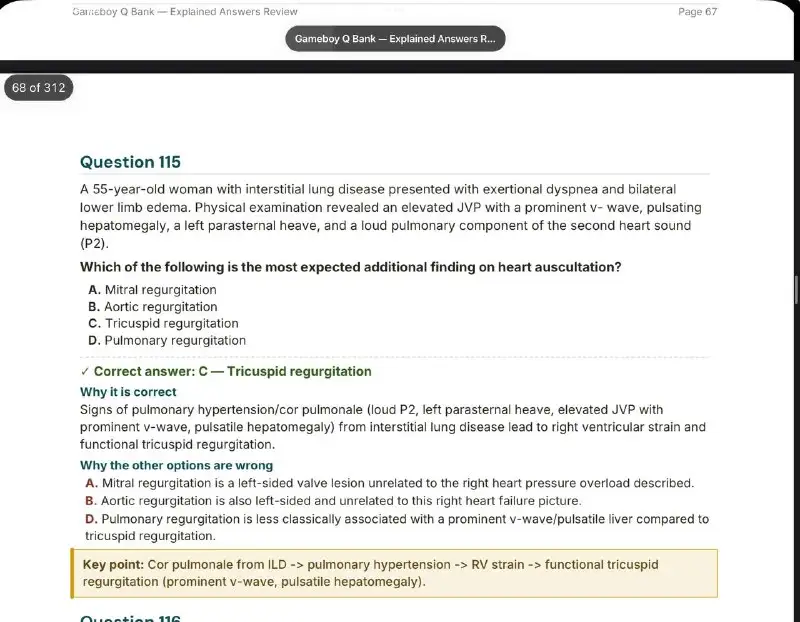 Gameboy Q Bank — Explained Answers Review
Page 67
Gameboy Q Bank — Explained Answers R...
68 of 312
Question 115
A 55-year-old woman with interstitial lung disease presented with exertional dyspnea and bilateral
lower limb edema. Physical examination revealed an elevated JVP with a prominent v- wave, pulsating
hepatomegaly, a left parasternal heave, and a loud pulmonary component of the second heart sound
(P2).
Which of the following is the most expected additional finding on heart auscultation?
A. Mitral regurgitation
B. Aortic regurgitation
C. Tricuspid regurgitation
D. Pulmonary regurgitation
✓ Correct answer: C — Tricuspid regurgitation
Why it is correct
Signs of pulmonary hypertension/cor pulmonale (loud P2, left parasternal heave, elevated JVP with
prominent v-wave, pulsatile hepatomegaly) from interstitial lung disease lead to right ventricular strain and
functional tricuspid regurgitation.
Why the other options are wrong
A. Mitral regurgitation is a left-sided valve lesion unrelated to the right heart pressure overload described.
B. Aortic regurgitation is also left-sided and unrelated to this right heart failure picture.
D. Pulmonary regurgitation is less classically associated with a prominent v-wave/pulsatile liver compared to
tricuspid regurgitation.
Key point: Cor pulmonale from ILD -> pulmonary hypertension -> RV strain -> functional tricuspid
regurgitation (prominent v-wave, pulsatile hepatomegaly).
Question 116